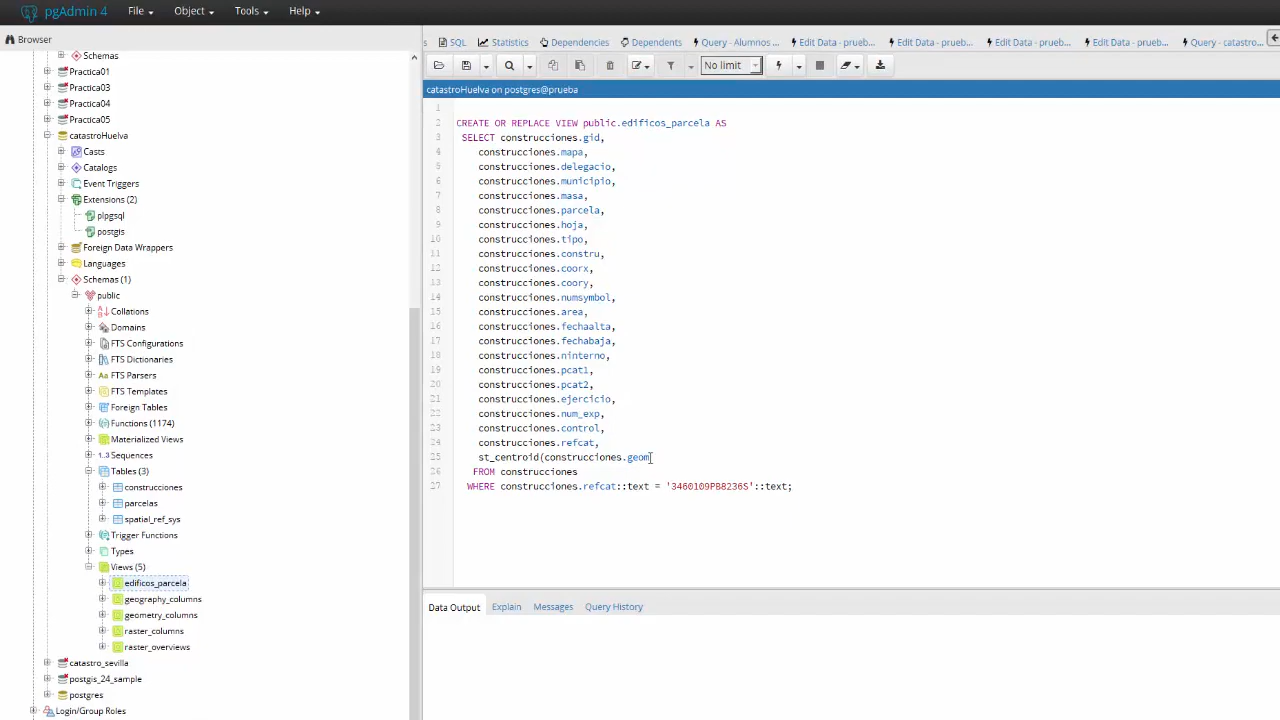 pgAdmin 4 File Object Tools Help
Browser
SQL Statistics Dependencies Dependents Query - Alumnos ... Edit Data - prueb... Edit Data - prueb... Edit Data - prueb... Edit Data - prueb... Query - catastro...
No limit
catastroHuelva on postgres@prueba
Schemas
Practica01
Practica03
Practica04
Practica05
catastroHuelva
Casts
Catalogs
Event Triggers
Extensions (2)
plpgsql
postgis
Foreign Data Wrappers
Languages
Schemas (1)
public
Collations
Domains
FTS Configurations
FTS Dictionaries
FTS Parsers
FTS Templates
Foreign Tables
Functions (1174)
Materialized Views
Sequences
Tables (3)
construcciones
parcelas
spatial_ref_sys
Trigger Functions
Types
Views (5)
edificos_parcela
geography_columns
geometry_columns
raster_columns
raster_overviews
catastro_sevilla
postgis_24_sample
postgres
Login/Group Roles
1
2 CREATE OR REPLACE VIEW public.edificos_parcela AS
3 SELECT construcciones.gid,
4 construcciones.mapa,
5 construcciones.delegacio,
6 construcciones.municipio,
7 construcciones.masa,
8 construcciones.parcela,
9 construcciones.hoja,
10 construcciones.tipo,
11 construcciones.constru,
12 construcciones.coorx,
13 construcciones.coory,
14 construcciones.numsymbol,
15 construcciones.area,
16 construcciones.fechaalta,
17 construcciones.fechabaja,
18 construcciones.ninterno,
19 construcciones.pcat1,
20 construcciones.pcat2,
21 construcciones.ejercicio,
22 construcciones.num_exp,
23 construcciones.control,
24 construcciones.refcat,
25 st_centroid(construcciones.geom
26 FROM construcciones
27 WHERE construcciones.refcat::text = '3460109PB8236S'::text;
Data Output Explain Messages Query History